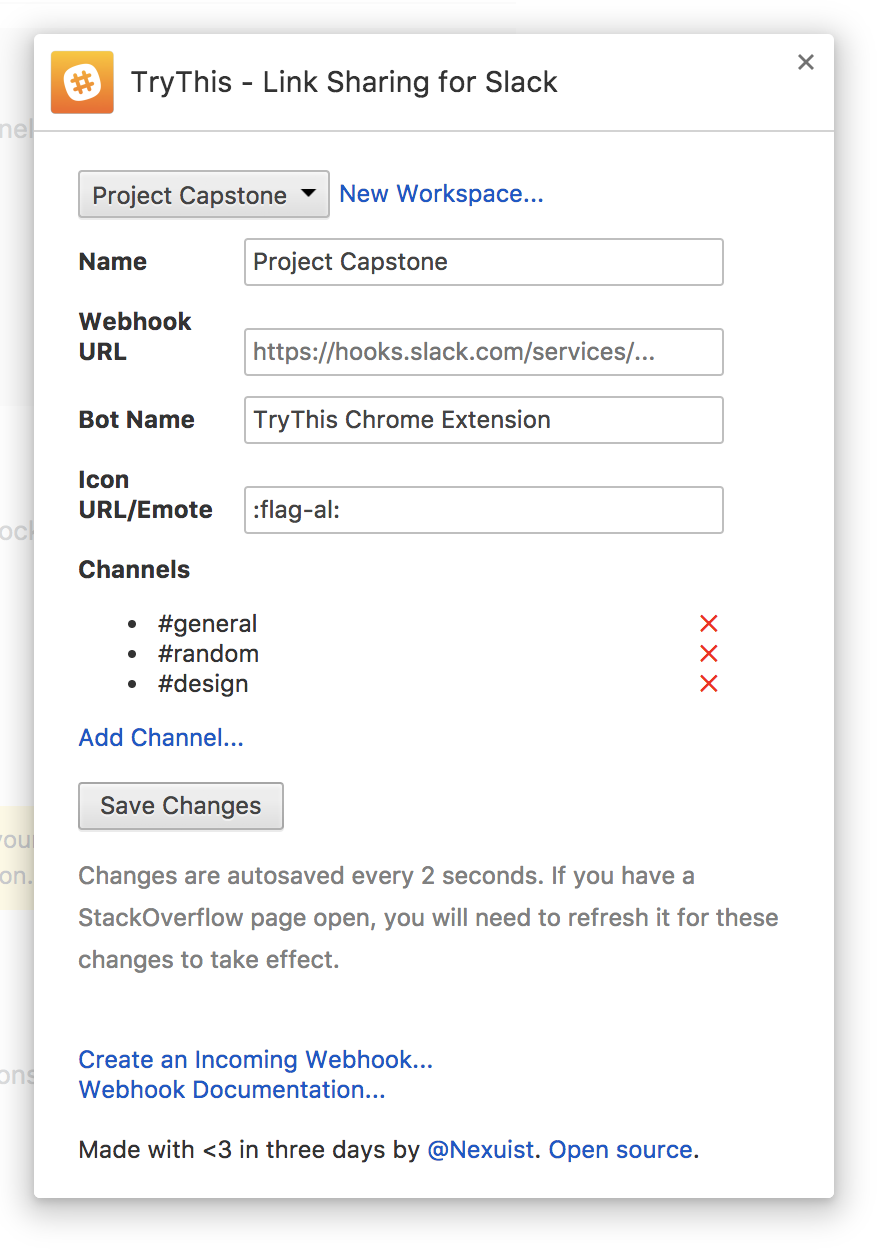 TryThis - Link Sharing for Slack
Project Capstone
New Workspace...
Name
Project Capstone
Webhook
URL
https://hooks.slack.com/services/...
Bot Name
TryThis Chrome Extension
Icon
URL/Emote
:flag-al:
Channels
#general
#random
#design
Add Channel...
Save Changes
Changes are autosaved every 2 seconds. If you have a
StackOverflow page open, you will need to refresh it for these
changes to take effect.
Create an Incoming Webhook...
Webhook Documentation...
Made with <3 in three days by @Nexuist. Open source.